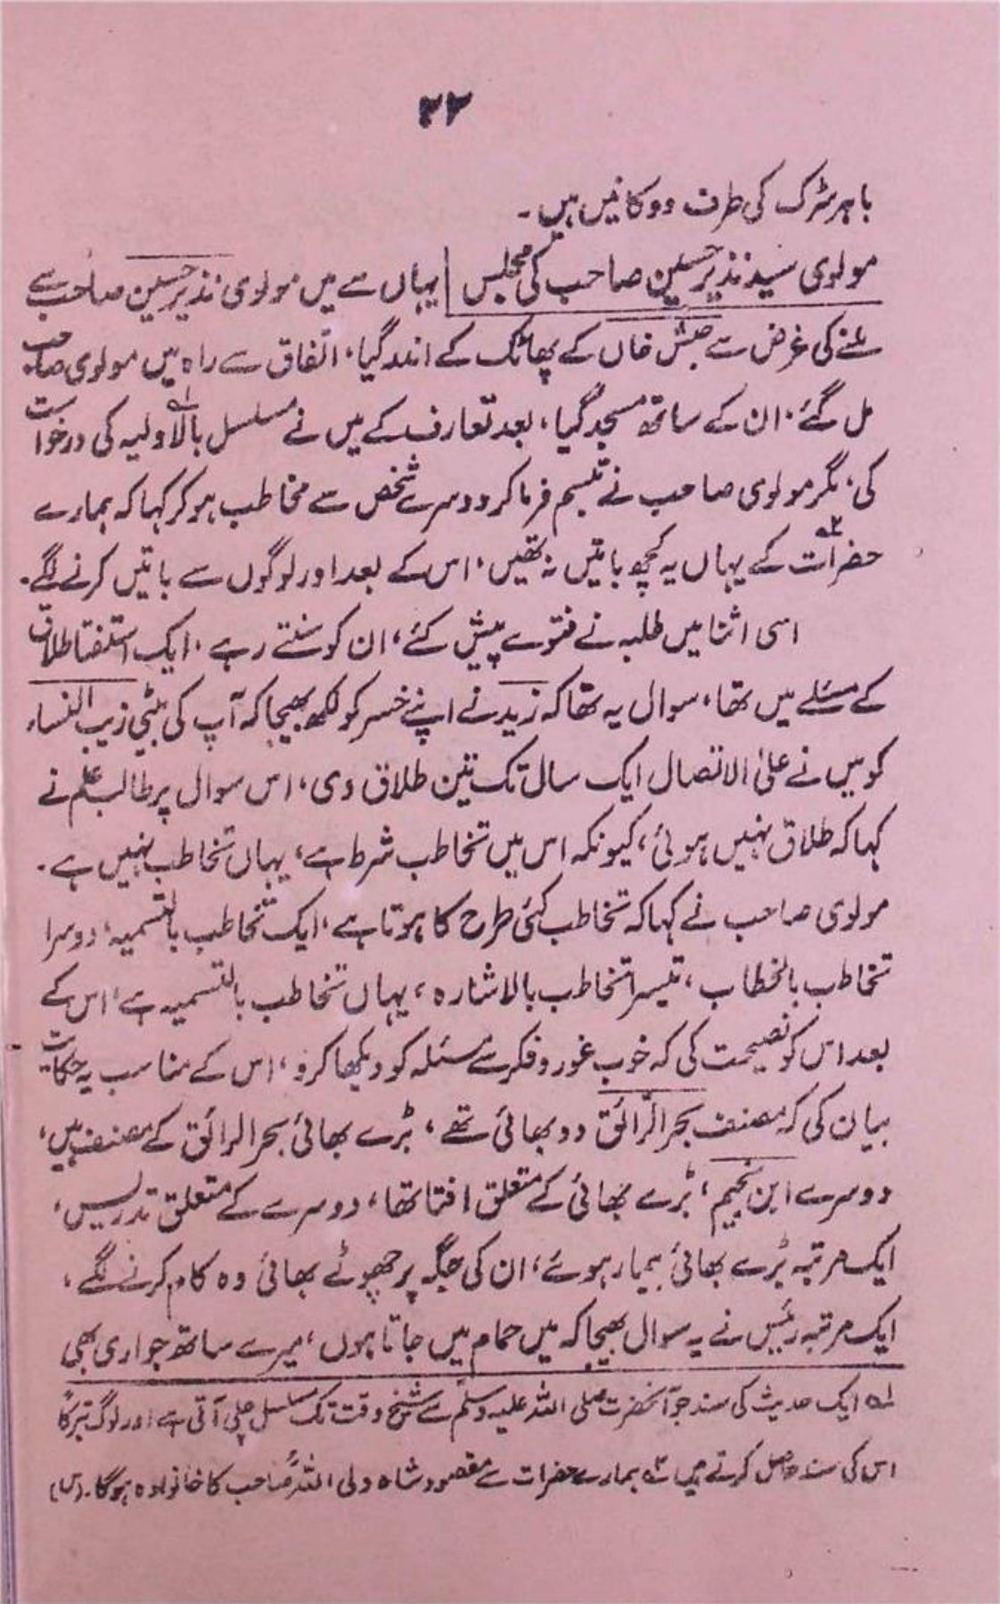 ۲۲
باہر سڑک کی طرف دوکانیں ہیں۔
مولوی سید نذیر حسین صاحب کی مجلس | یہاں سے میں مولوی نذیر حسین صاحب سے
ملنے کی غرض سے حبش خاں کے پھاٹک کے اندر گیا، اتفاق سے راہ میں مولوی صاحب
مل گئے، ان کے ساتھ مسجد گیا، بعد تعارف کے میں نے مسلسل بالاولیہ ؎۱ کی درخواست
کی، مگر مولوی صاحب نے تبسم فرماکر دوسرے شخص سے مخاطب ہوکر کہا کہ ہمارے
حضرات ؎۲ کے یہاں یہ کچھ باتیں نہ تھیں، اس کے بعد اور لوگوں سے باتیں کرنے لگے۔
اسی اثنا میں طلبہ نے فتوے پیش کئے، ان کو سنتے رہے، ایک استفتا طلاق
کے مسئلے میں تھا، سوال یہ تھا کہ زید نے اپنے خسر کو لکھ بھیجا کہ آپ کی بیٹی زیب النساء
کو میں نے علیٰ الاتصال ایک سال تک تین طلاق دی، اس سوال پر طالب علم نے
کہا کہ طلاق نہیں ہوئی، کیونکہ اس میں تخاطب شرط ہے، یہاں تخاطب نہیں ہے۔
مولوی صاحب نے کہا کہ تخاطب کئی طرح کا ہوتا ہے، ایک تخاطب بالتسمیہ، دوسرا
تخاطب بالخطاب، تیسرا تخاطب بالاشارہ، یہاں تخاطب بالتسمیہ ہے، اس کے
بعد اس کو نصیحت کی کہ خوب غور و فکر سے مسئلہ کو دیکھا کرو، اس کے مناسب یہ حکایت
بیان کی کہ مصنف بحر الرائق دو بھائی تھے، بڑے بھائی بحر الرائق کے مصنف ہیں،
دوسرے ابن نجیم، بڑے بھائی کے متعلق افتا تھا، دوسرے کے متعلق تدریس،
ایک مرتبہ بڑے بھائی بیمار ہوئے، ان کی جگہ پر چھوٹے بھائی وہ کام کرنے لگے،
ایک مرتبہ رئیس نے یہ سوال بھیجا کہ میں حمام میں جاتا ہوں، میرے ساتھ جواری بھی
؎۱ ایک حدیث کی سند جو آنحضرت صلی اللہ علیہ وسلم سے شیخ وقت تک مسلسل چلی آتی ہے اور لوگ تبرکاً
اس کی سند حاصل کرتے ہیں ؎۲ ہمارے حضرات سے مقصود شاہ ولی اللہؒ صاحب کا خانوادہ ہوگا۔ (س)